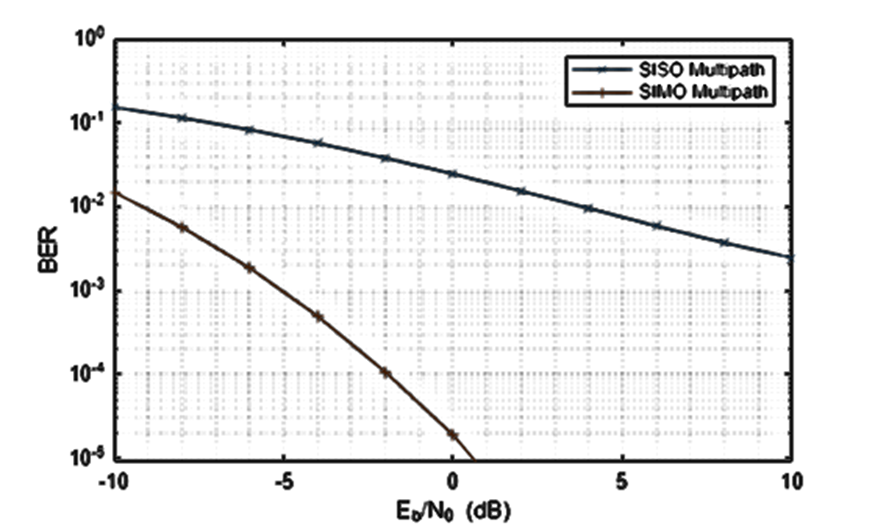 10⁰
10⁻¹
10⁻²
10⁻³
10⁻⁴
10⁻⁵
BER
SISO Multipath
SIMO Multipath
-10 -5 0 5 10
E_b/N_0 (dB)